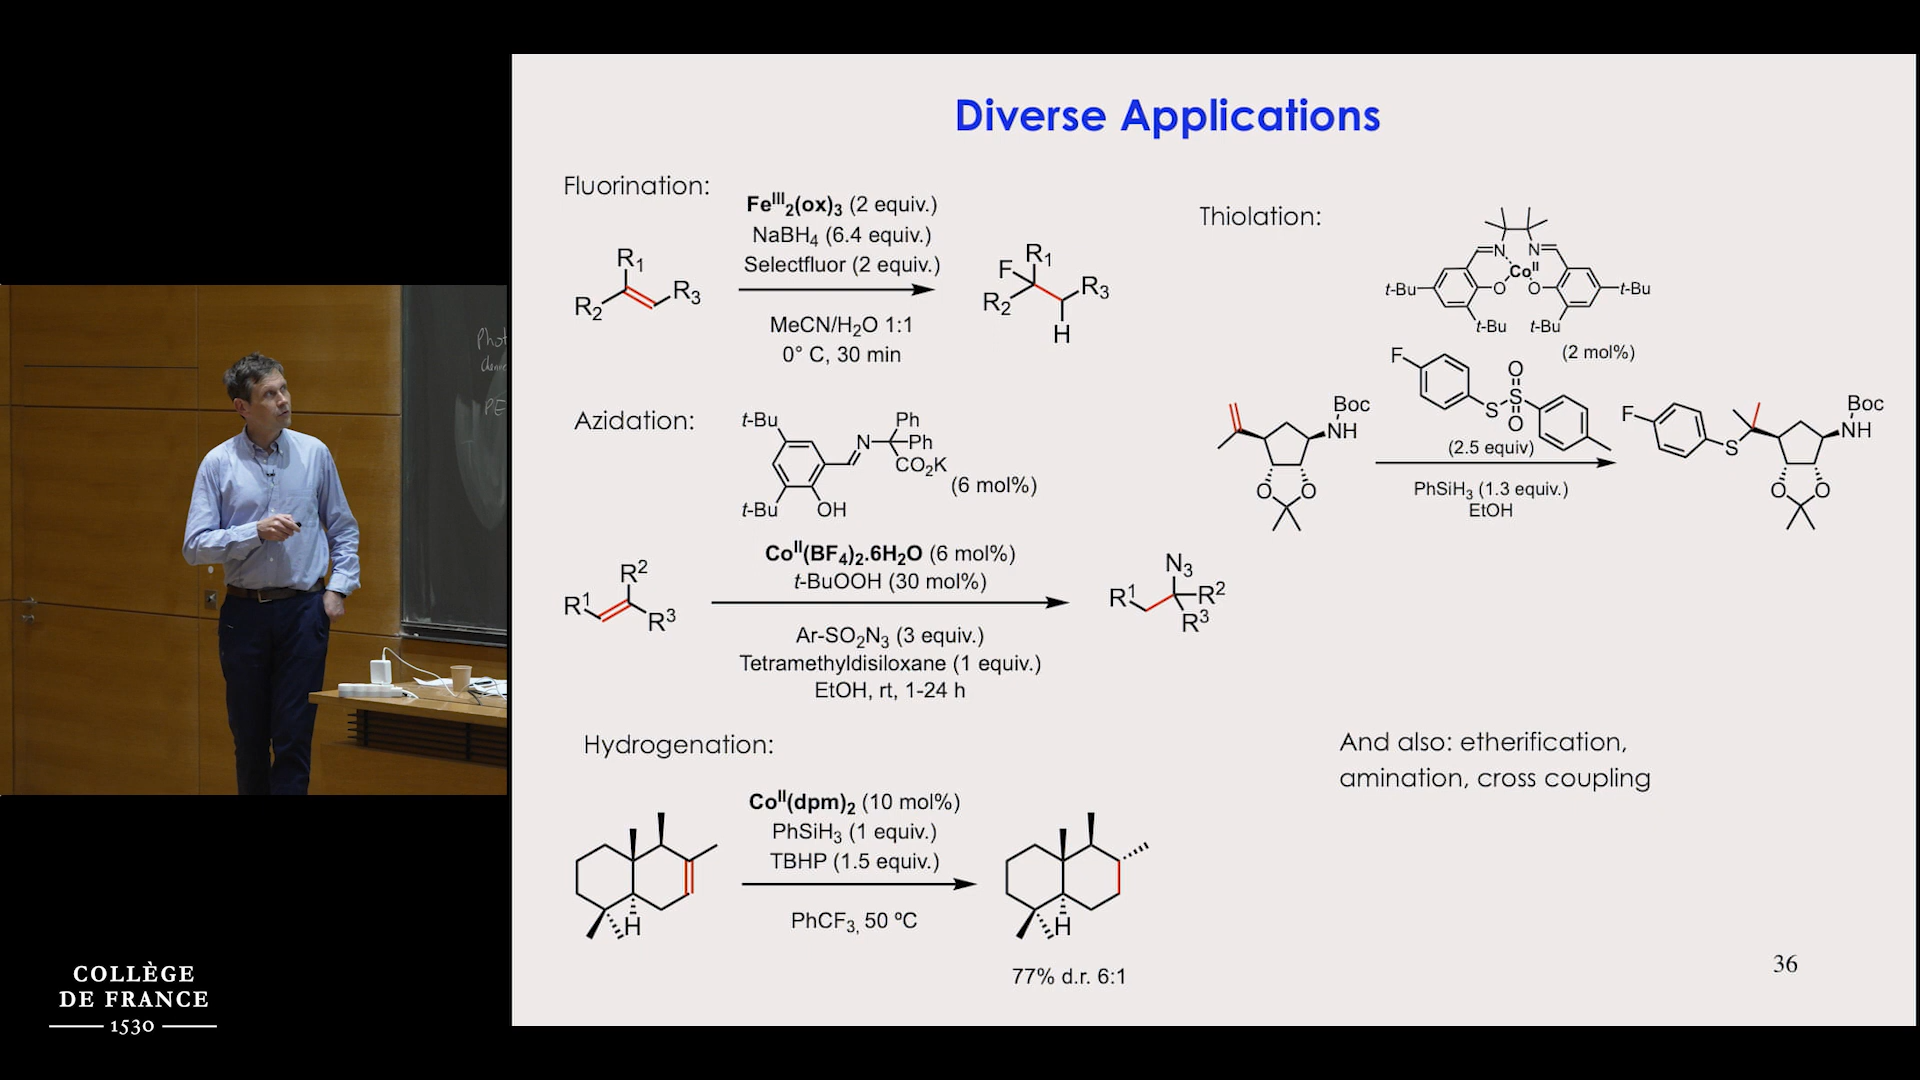 Diverse Applications
Fluorination:
Fe^III_2(ox)_3 (2 equiv.)
NaBH4 (6.4 equiv.)
Selectfluor (2 equiv.)
R1
R2
R3
MeCN/H2O 1:1
0° C, 30 min
F
R1
R2
R3
H
Azidation:
t-Bu
t-Bu
OH
N
Ph
Ph
CO2K
(6 mol%)
Co^II(BF4)2.6H2O (6 mol%)
t-BuOOH (30 mol%)
R1
R2
R3
Ar-SO2N3 (3 equiv.)
Tetramethyldisiloxane (1 equiv.)
EtOH, rt, 1-24 h
N3
R1
R2
R3
Hydrogenation:
Co^II(dpm)2 (10 mol%)
PhSiH3 (1 equiv.)
TBHP (1.5 equiv.)
PhCF3, 50 ºC
H
H
77% d.r. 6:1
Thiolation:
N
N
Co^II
O
O
t-Bu
t-Bu
t-Bu
t-Bu
(2 mol%)
F
S
S
O
O
(2.5 equiv)
PhSiH3 (1.3 equiv.)
EtOH
Boc
NH
O
O
F
S
Boc
NH
O
O
And also: etherification,
amination, cross coupling
36
COLLÈGE
DE FRANCE
1530